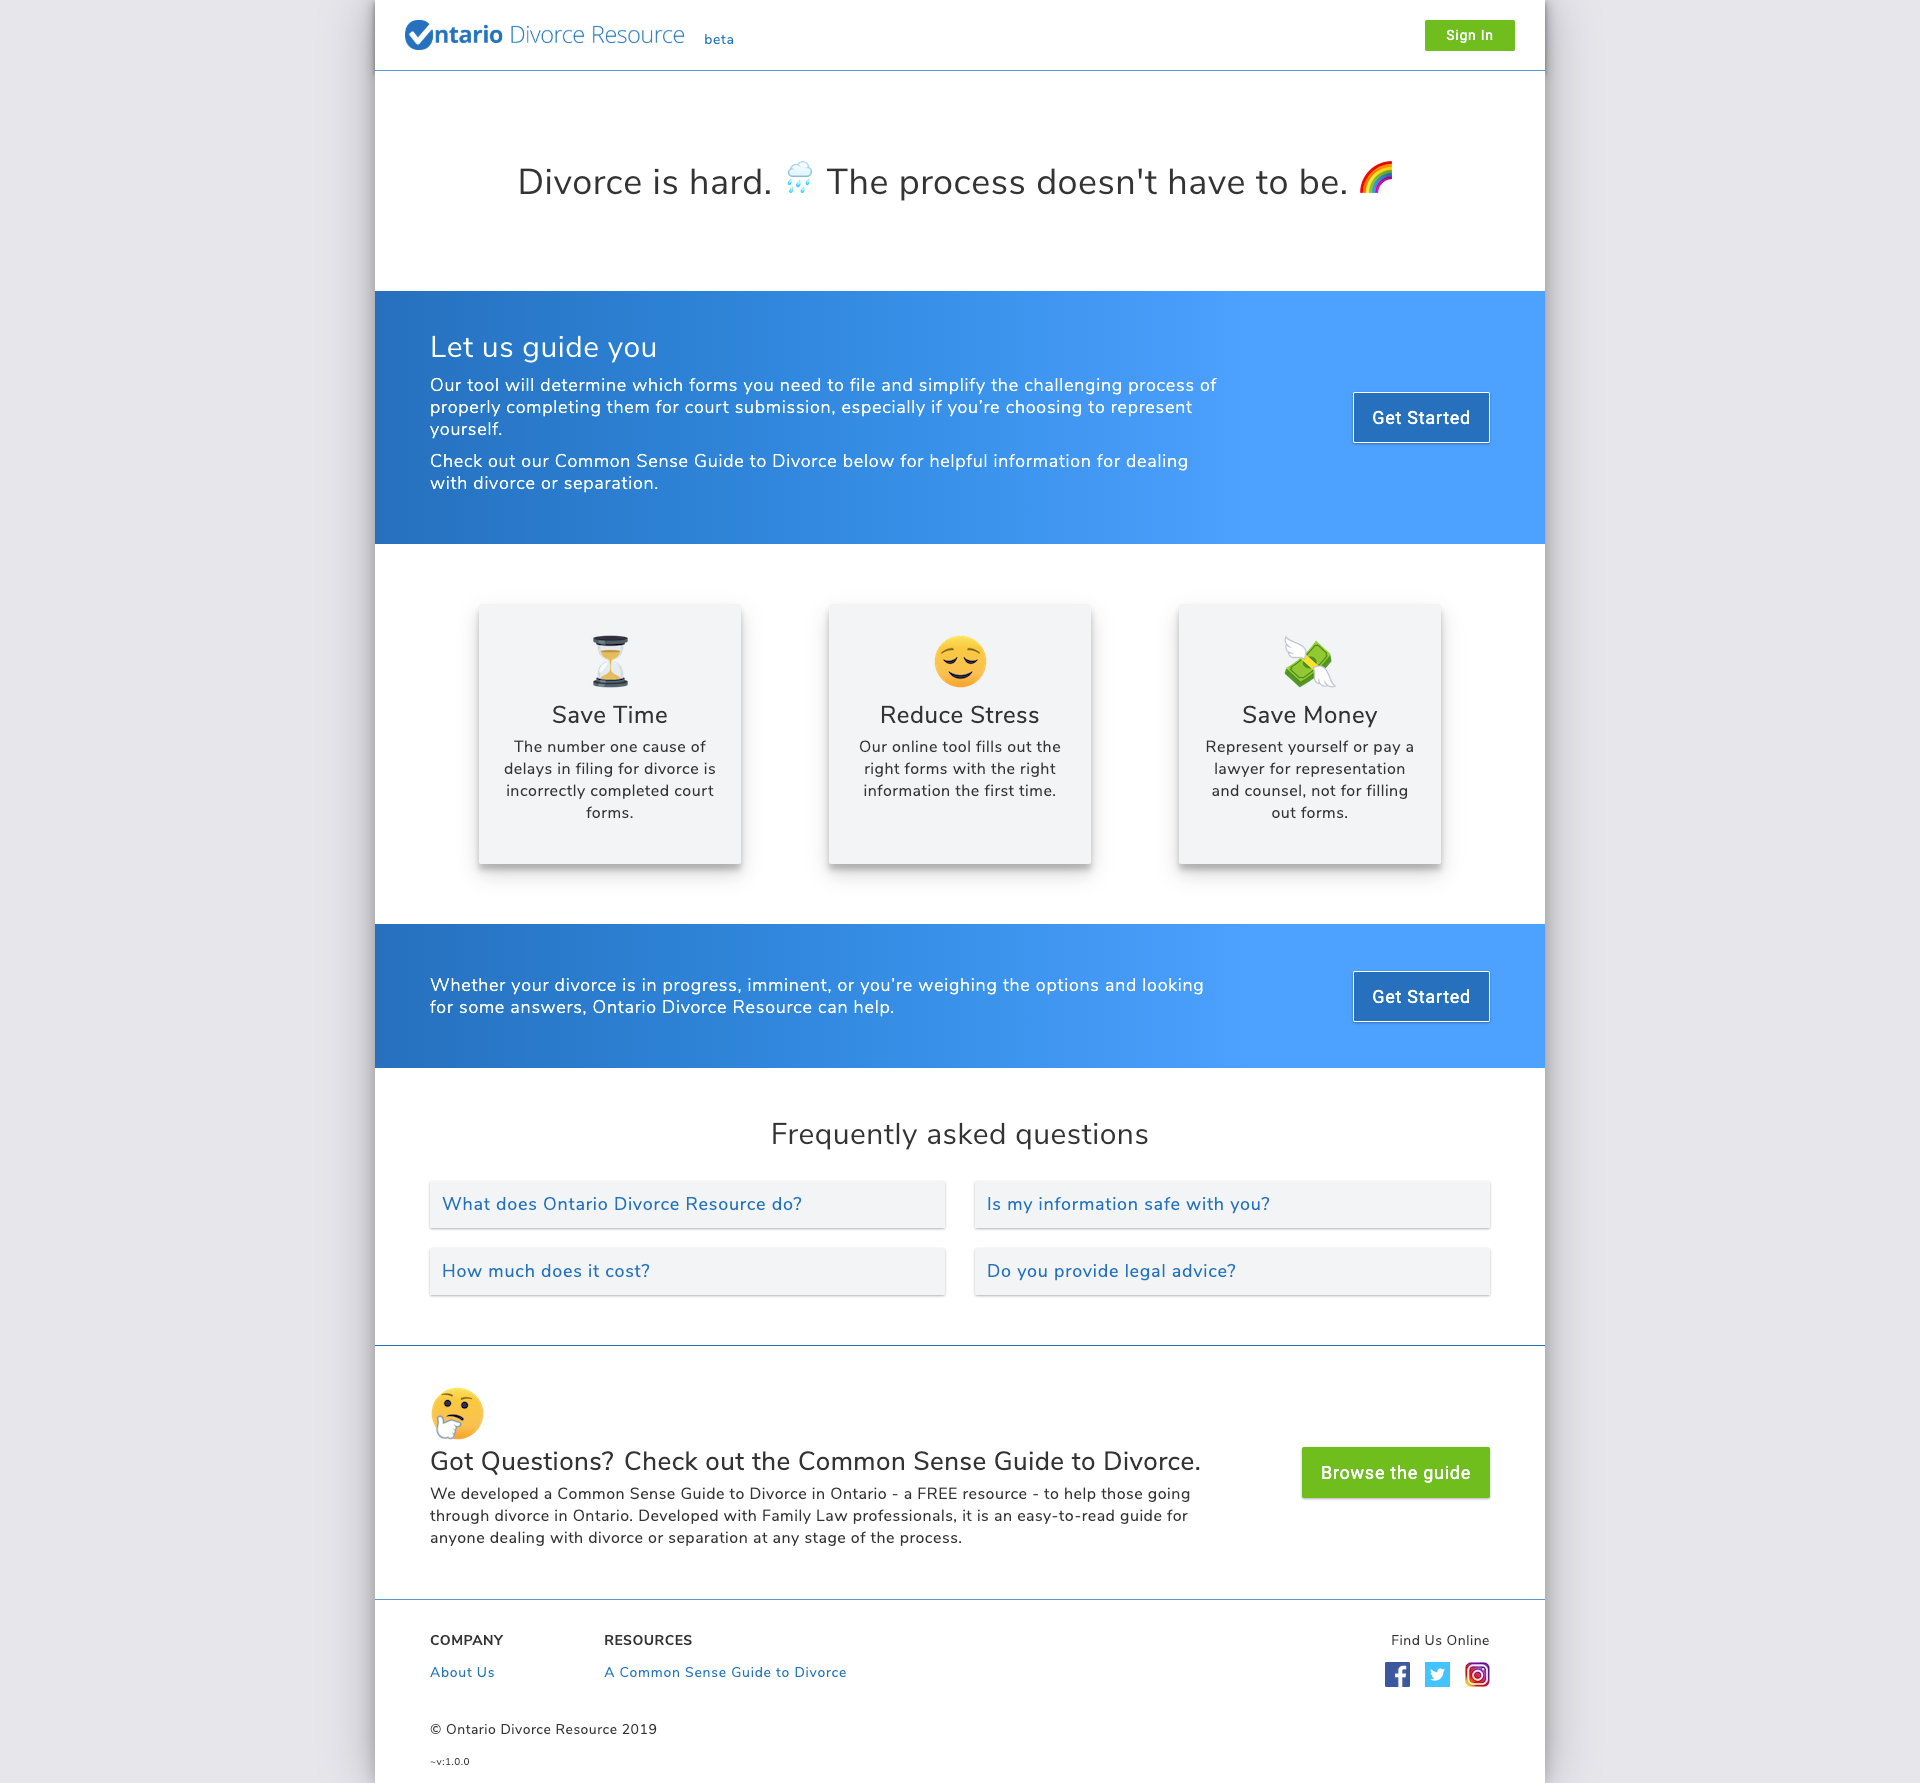 Ontario Divorce Resource beta
Sign In
Divorce is hard. 🌧 The process doesn't have to be. 🌈
Let us guide you
Our tool will determine which forms you need to file and simplify the challenging process of
properly completing them for court submission, especially if you're choosing to represent
yourself.
Check out our Common Sense Guide to Divorce below for helpful information for dealing
with divorce or separation.
Get Started
Save Time
The number one cause of
delays in filing for divorce is
incorrectly completed court
forms.
Reduce Stress
Our online tool fills out the
right forms with the right
information the first time.
Save Money
Represent yourself or pay a
lawyer for representation
and counsel, not for filling
out forms.
Whether your divorce is in progress, imminent, or you're weighing the options and looking
for some answers, Ontario Divorce Resource can help.
Get Started
Frequently asked questions
What does Ontario Divorce Resource do?
Is my information safe with you?
How much does it cost?
Do you provide legal advice?
Got Questions? Check out the Common Sense Guide to Divorce.
We developed a Common Sense Guide to Divorce in Ontario - a FREE resource - to help those going
through divorce in Ontario. Developed with Family Law professionals, it is an easy-to-read guide for
anyone dealing with divorce or separation at any stage of the process.
Browse the guide
COMPANY
About Us
RESOURCES
A Common Sense Guide to Divorce
Find Us Online
© Ontario Divorce Resource 2019
~v:1.0.0